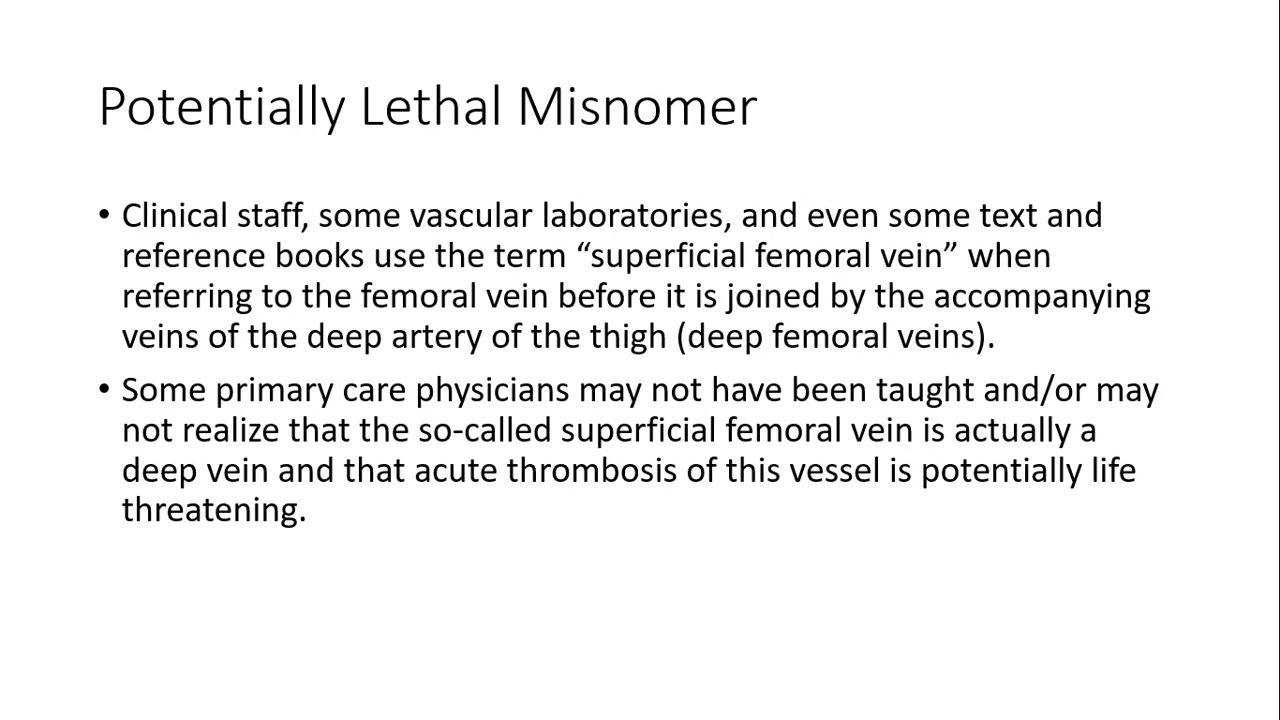 Potentially Lethal Misnomer
• Clinical staff, some vascular laboratories, and even some text and
reference books use the term “superficial femoral vein” when
referring to the femoral vein before it is joined by the accompanying
veins of the deep artery of the thigh (deep femoral veins).
• Some primary care physicians may not have been taught and/or may
not realize that the so-called superficial femoral vein is actually a
deep vein and that acute thrombosis of this vessel is potentially life
threatening.